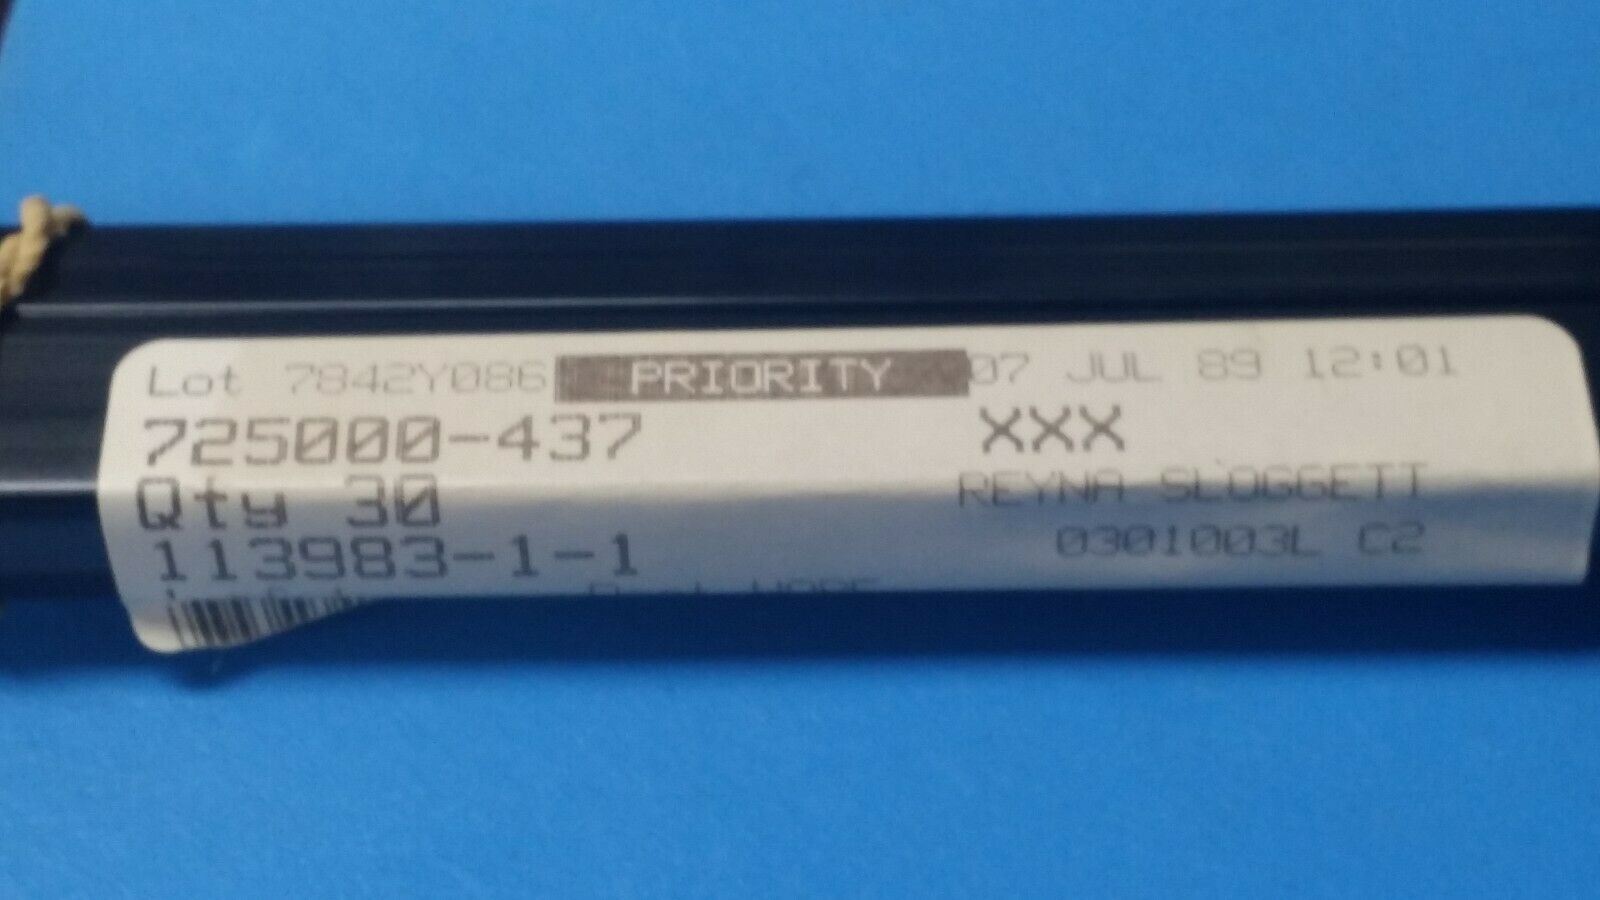 Lot 7842Y086 PRIORITY 07 JUL 89 12:01
725000-437 XXX
Qty 30 REYNA SLOGGETT
113983-1-1 0301003L C2